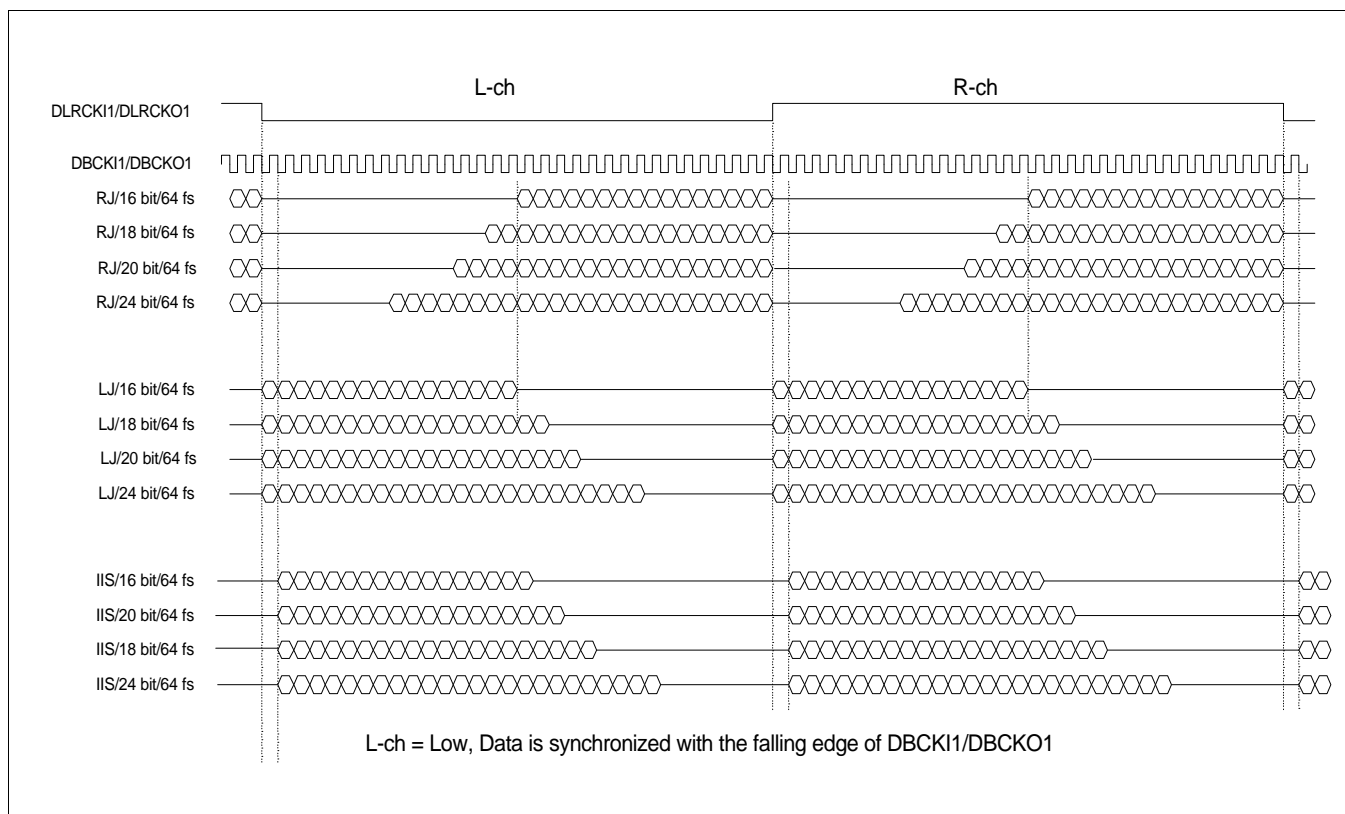 L-ch R-ch
DLRCKI1/DLRCKO1
DBCKI1/DBCKO1
RJ/16 bit/64 fs
RJ/18 bit/64 fs
RJ/20 bit/64 fs
RJ/24 bit/64 fs
LJ/16 bit/64 fs
LJ/18 bit/64 fs
LJ/20 bit/64 fs
LJ/24 bit/64 fs
IIS/16 bit/64 fs
IIS/20 bit/64 fs
IIS/18 bit/64 fs
IIS/24 bit/64 fs
L-ch = Low, Data is synchronized with the falling edge of DBCKI1/DBCKO1